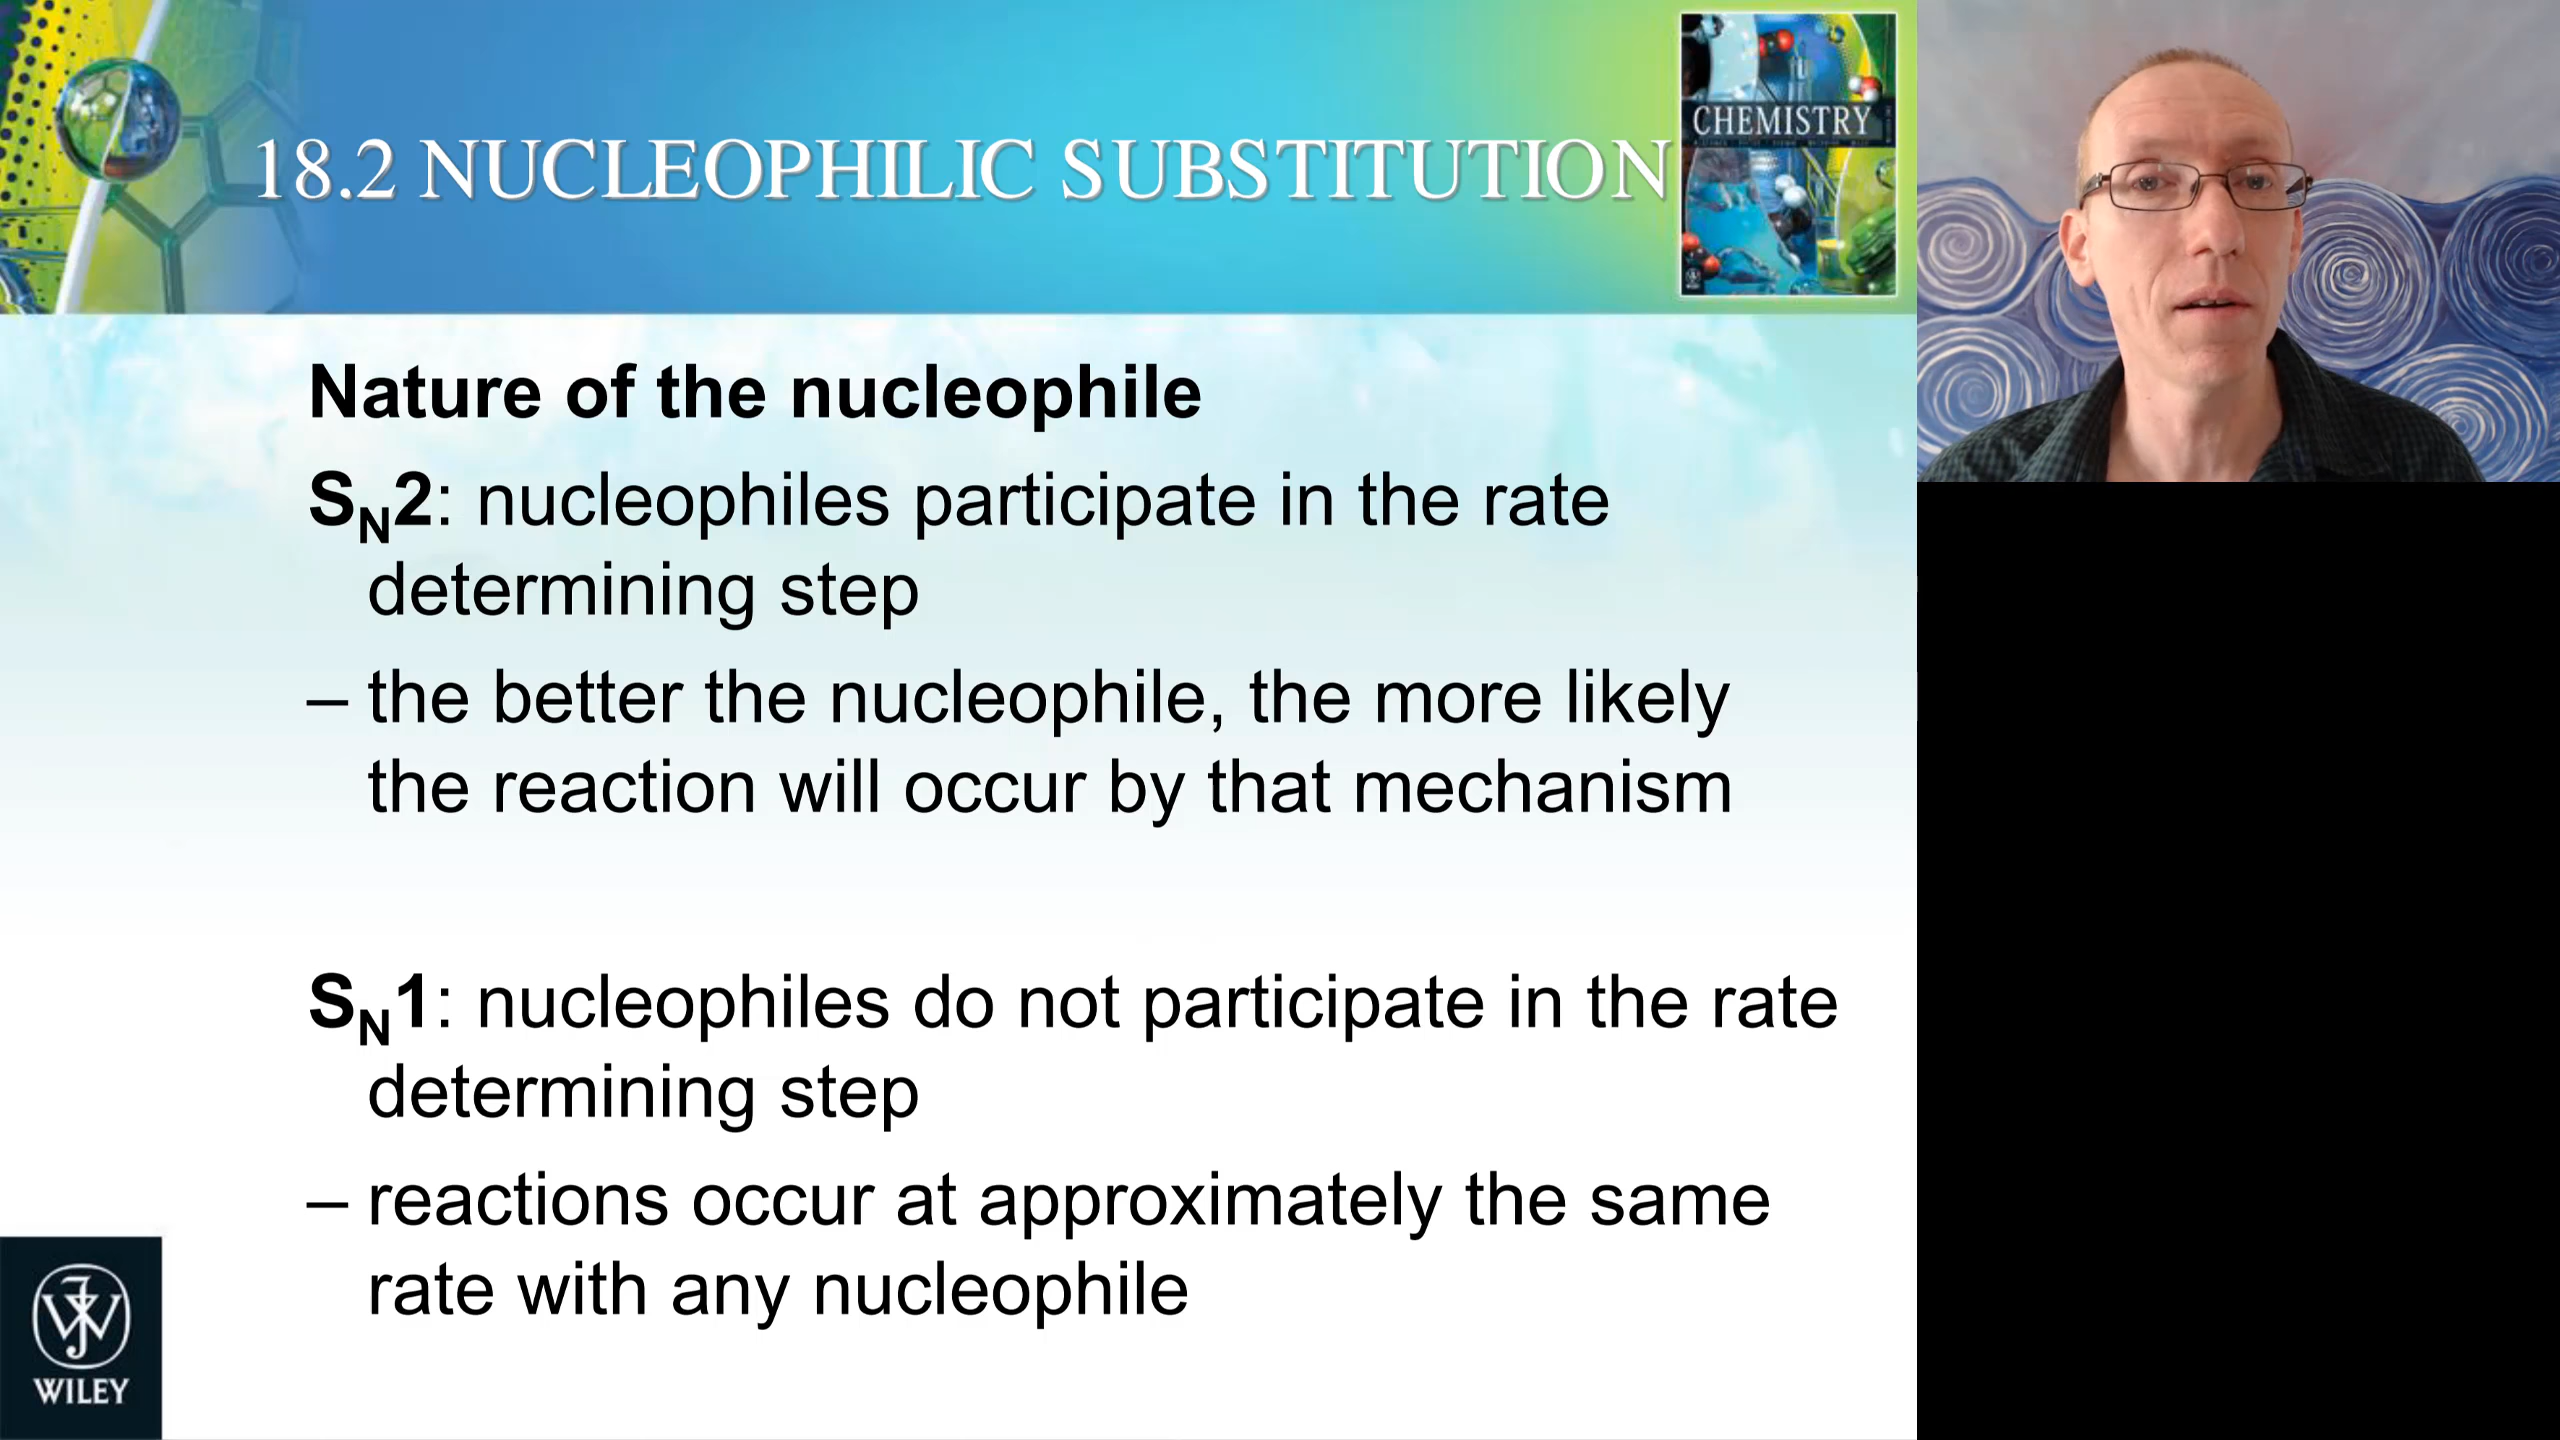 18.2 NUCLEOPHILIC SUBSTITUTION
CHEMISTRY
Nature of the nucleophile
SN2: nucleophiles participate in the rate
determining step
– the better the nucleophile, the more likely
the reaction will occur by that mechanism
SN1: nucleophiles do not participate in the rate
determining step
– reactions occur at approximately the same
rate with any nucleophile
WILEY